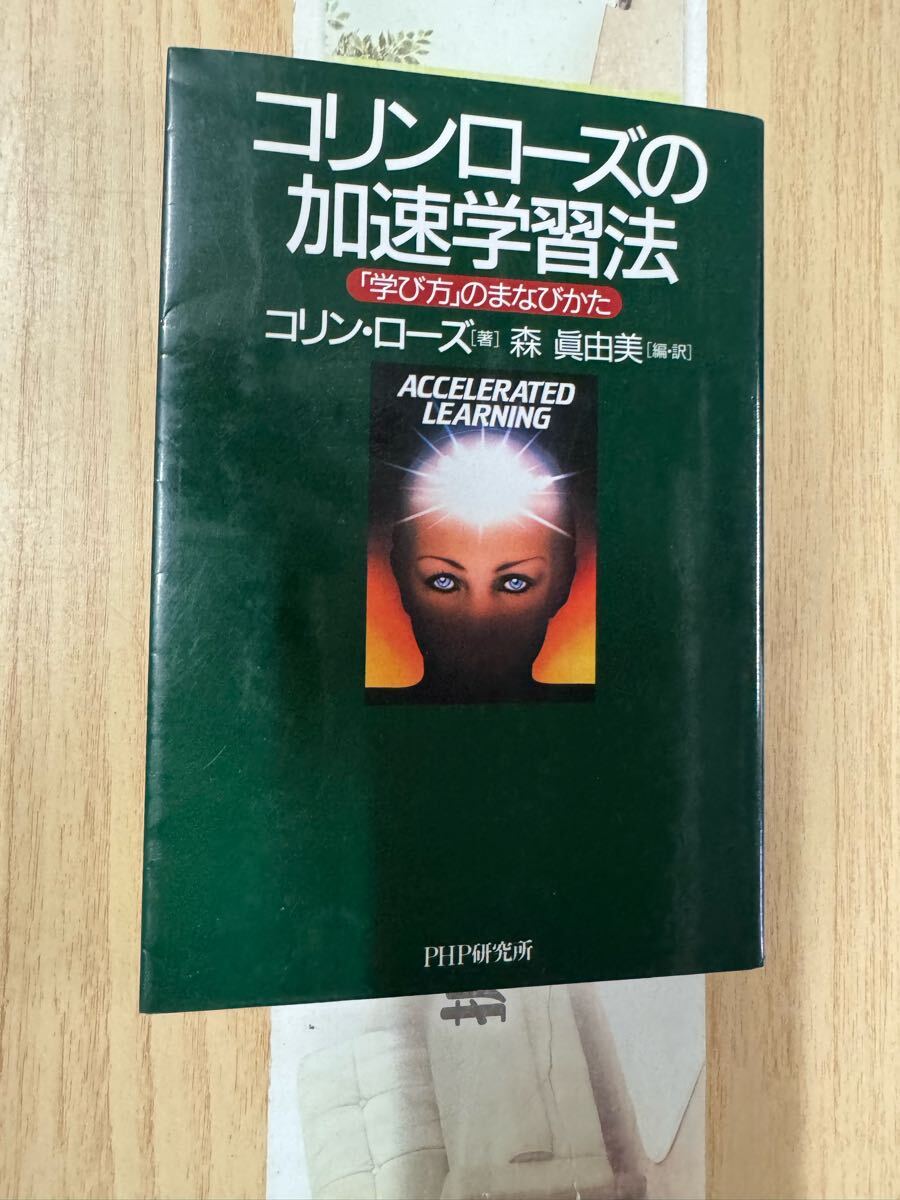 コリンローズの
加速学習法
「学び方」のまなびかた
コリン・ローズ[著] 森 眞由美[編・訳]
ACCELERATED
LEARNING
PHP研究所